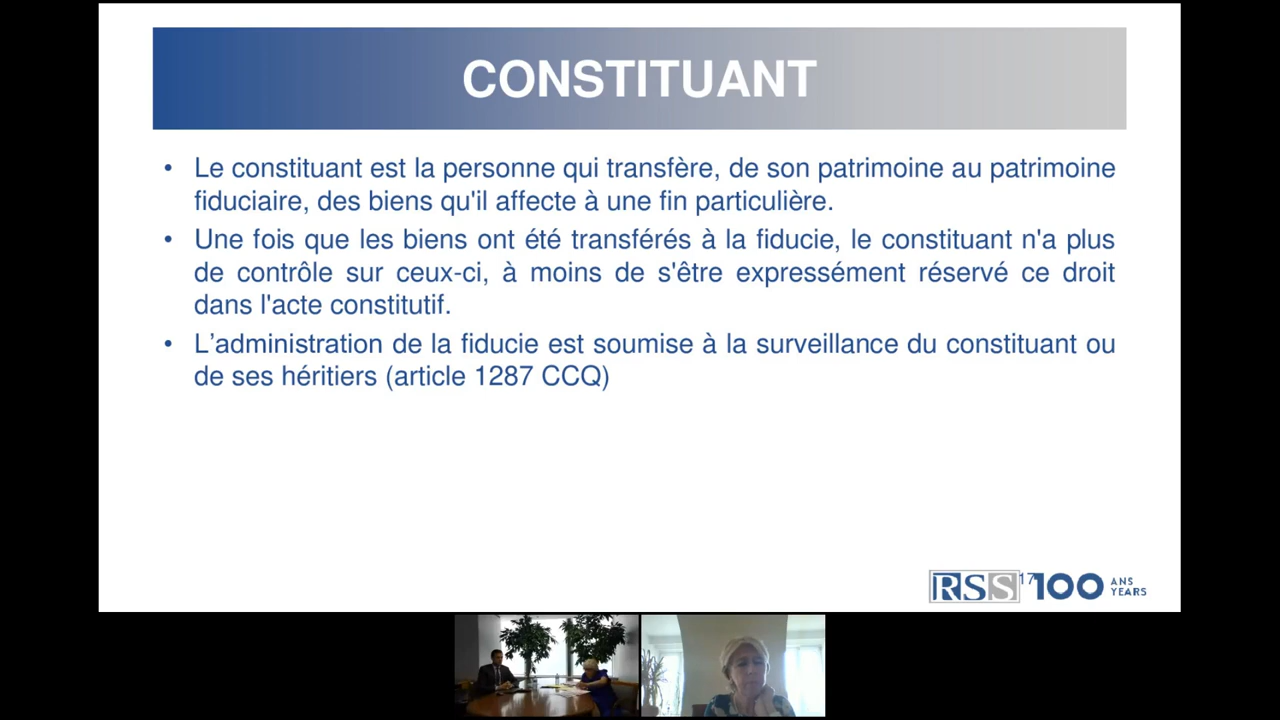 CONSTITUANT
• Le constituant est la personne qui transfère, de son patrimoine au patrimoine
fiduciaire, des biens qu'il affecte à une fin particulière.
• Une fois que les biens ont été transférés à la fiducie, le constituant n'a plus
de contrôle sur ceux-ci, à moins de s'être expressément réservé ce droit
dans l'acte constitutif.
• L’administration de la fiducie est soumise à la surveillance du constituant ou
de ses héritiers (article 1287 CCQ)
RSS 17 100 ANS
YEARS